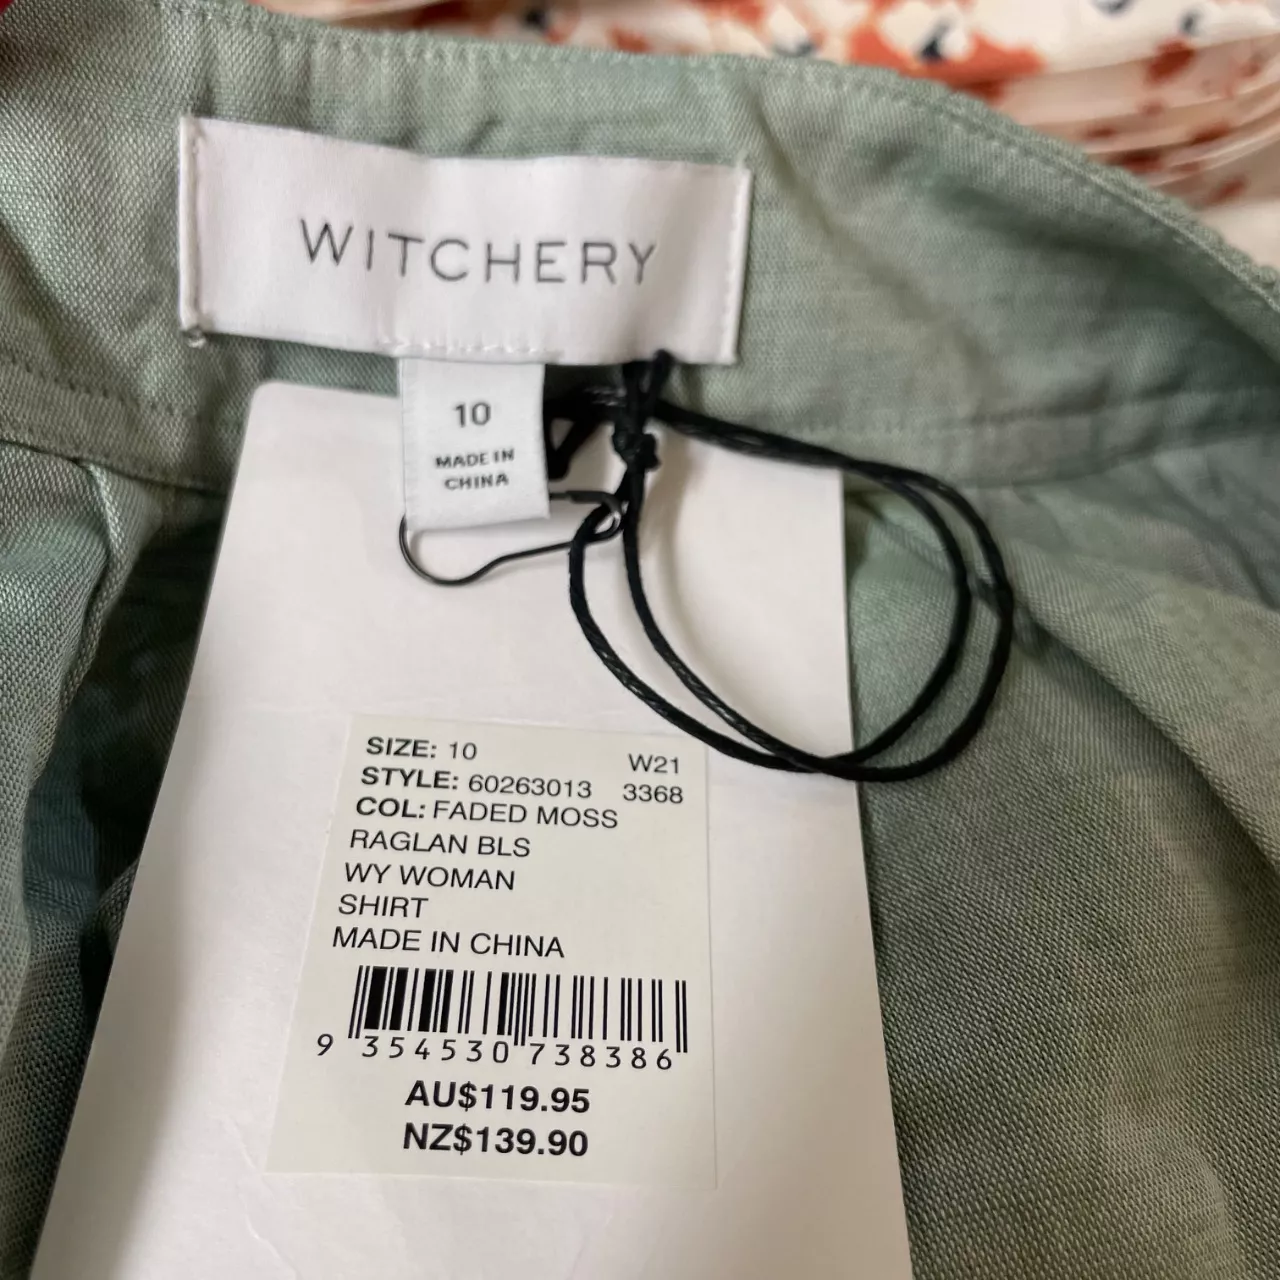 WITCHERY
10
MADE IN
CHINA
SIZE: 10 W21
STYLE: 60263013 3368
COL: FADED MOSS
RAGLAN BLS
WY WOMAN
SHIRT
MADE IN CHINA
9 354530 738386
AU$119.95
NZ$139.90